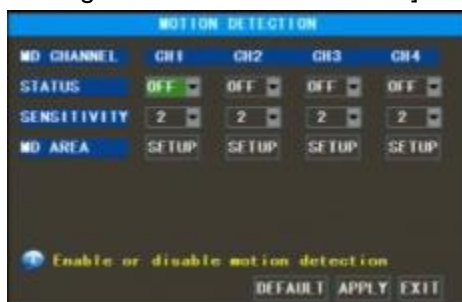 MOTION DETECTION
MD CHANNEL CH1 CH2 CH3 CH4
STATUS OFF OFF OFF OFF
SENSITIVITY 2 2 2 2
MD AREA SETUP SETUP SETUP SETUP
Enable or disable motion detection
DEFAULT APPLY EXIT